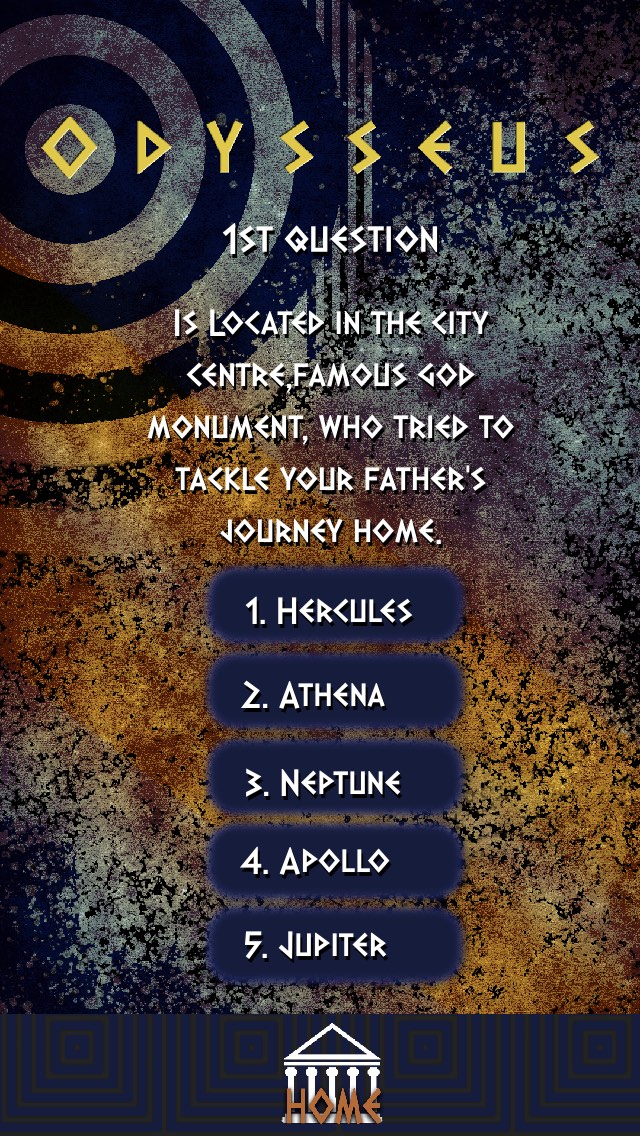 Odysseus
1st question
Is Located in the city
centre,famous god
monument, who tried to
tackle your father's
journey home.
1. Hercules
2. Athena
3. Neptune
4. Apollo
5. Jupiter
HOME